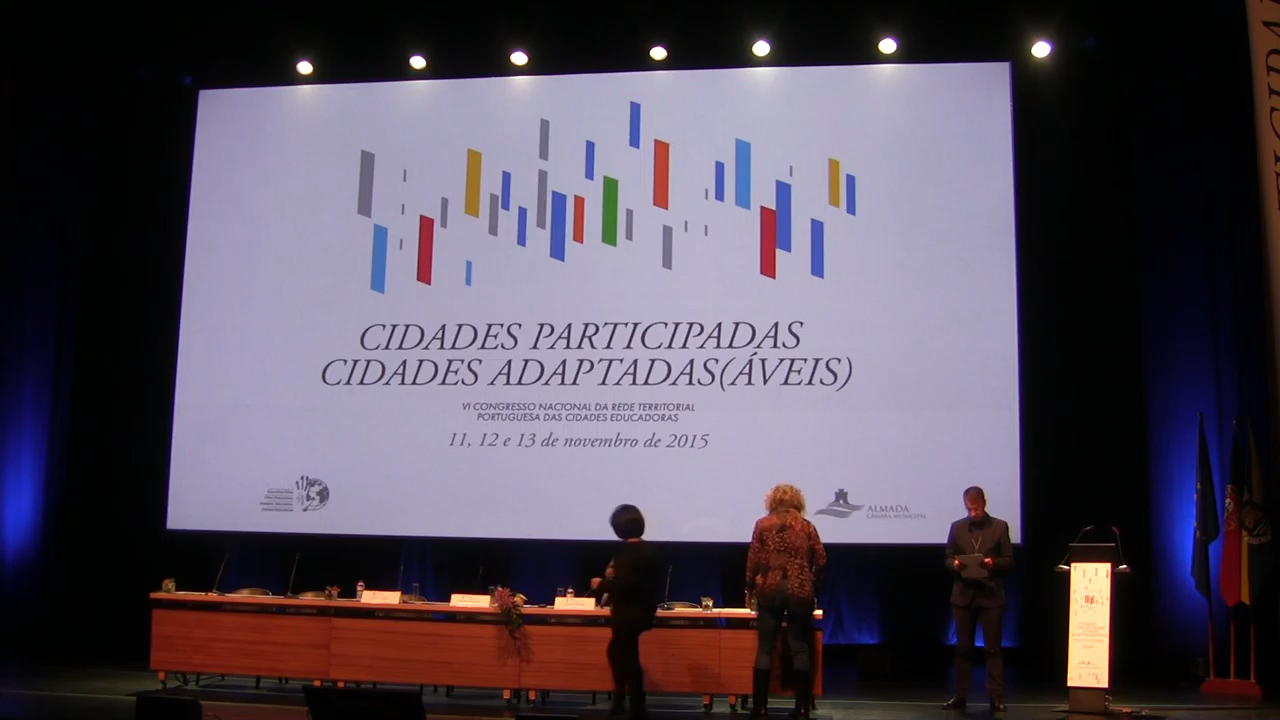 CIDADES PARTICIPADAS
CIDADES ADAPTADAS(ÁVEIS)
VI CONGRESSO NACIONAL DA REDE TERRITORIAL
PORTUGUESA DAS CIDADES EDUCADORAS
11, 12 e 13 de novembro de 2015
ALMADA
CÂMARA MUNICIPAL